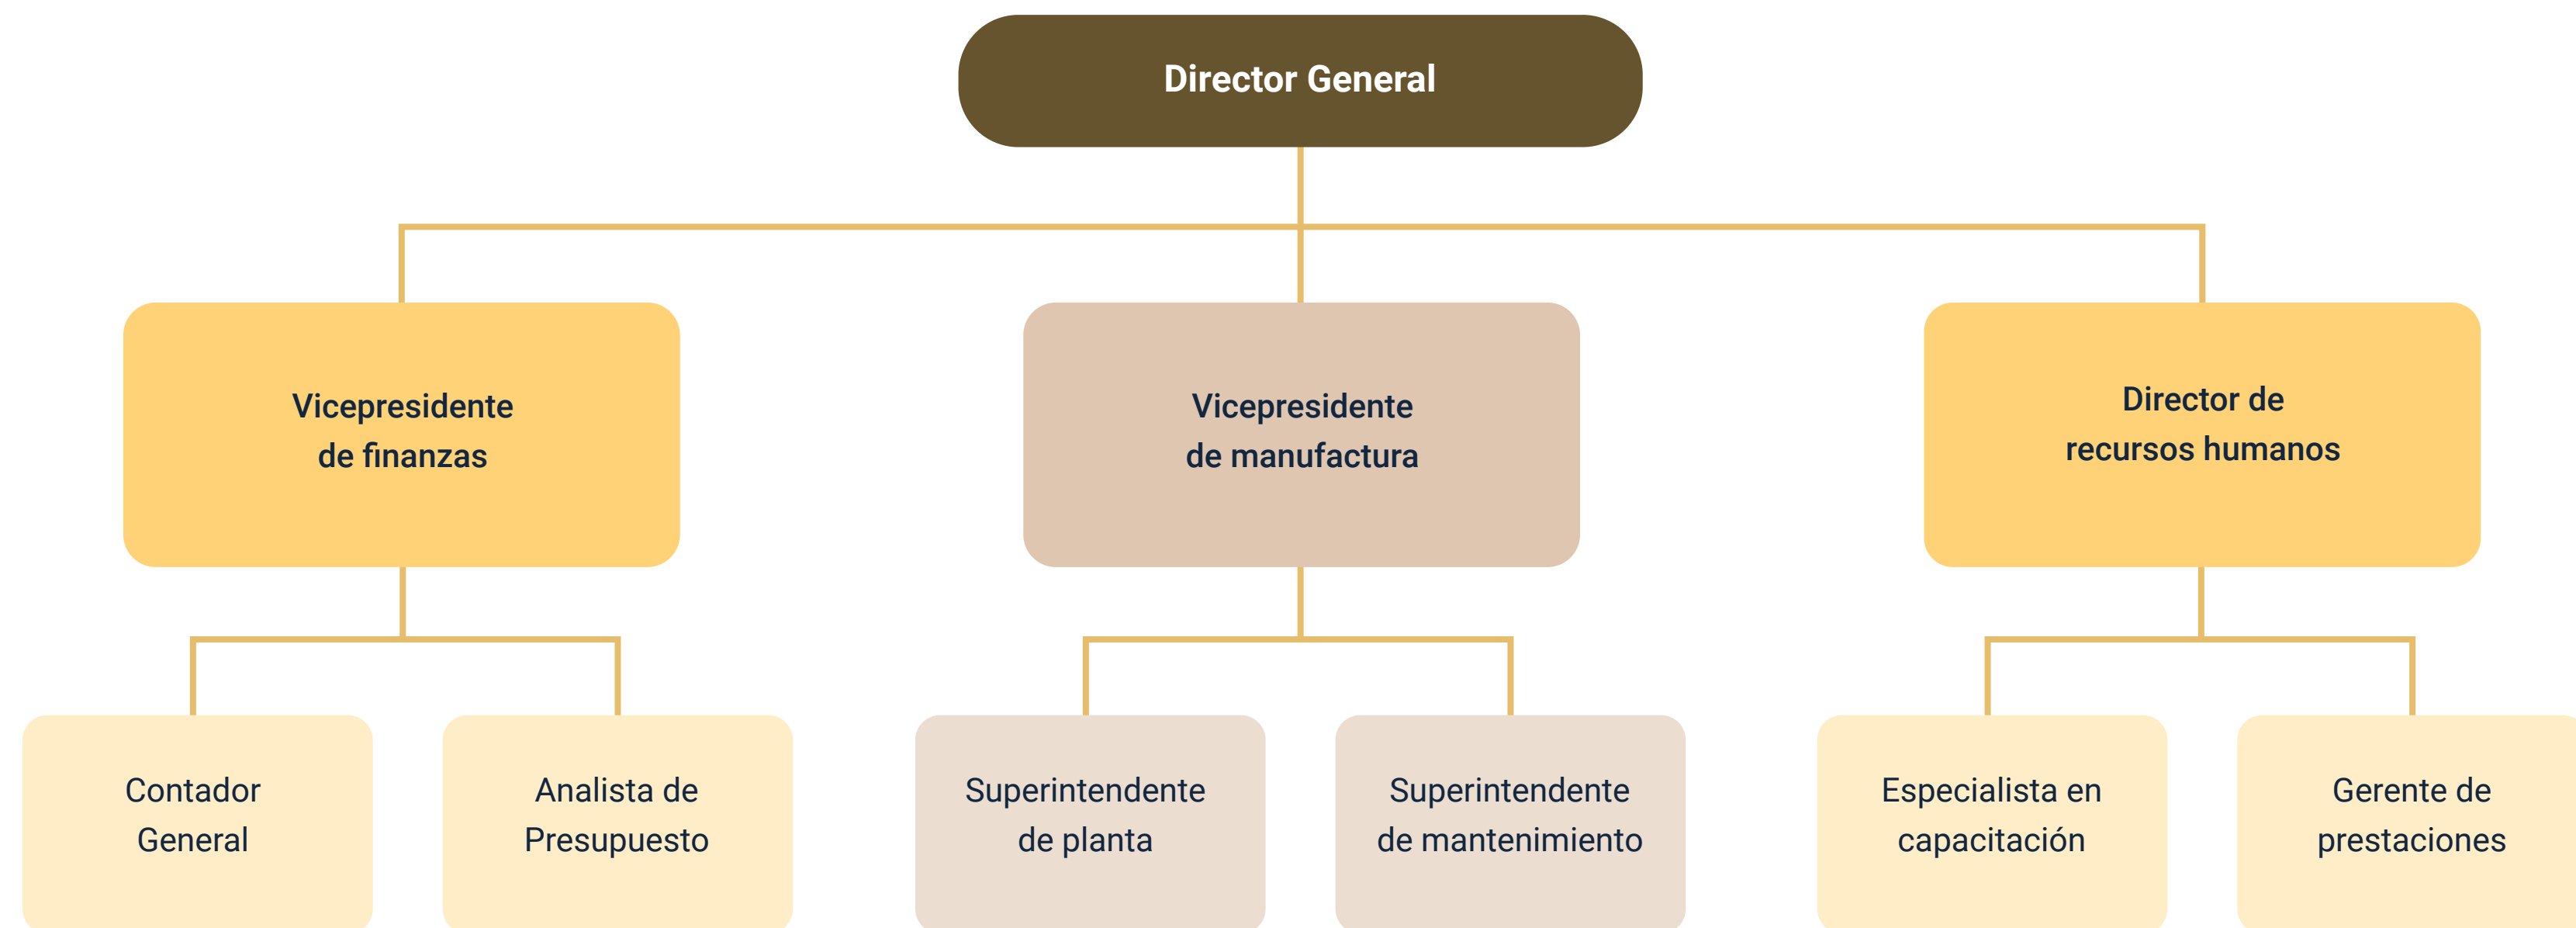 Director General
Vicepresidente
de finanzas
Vicepresidente
de manufactura
Director de
recursos humanos
Contador
General
Analista de
Presupuesto
Superintendente
de planta
Superintendente
de mantenimiento
Especialista en
capacitación
Gerente de
prestaciones